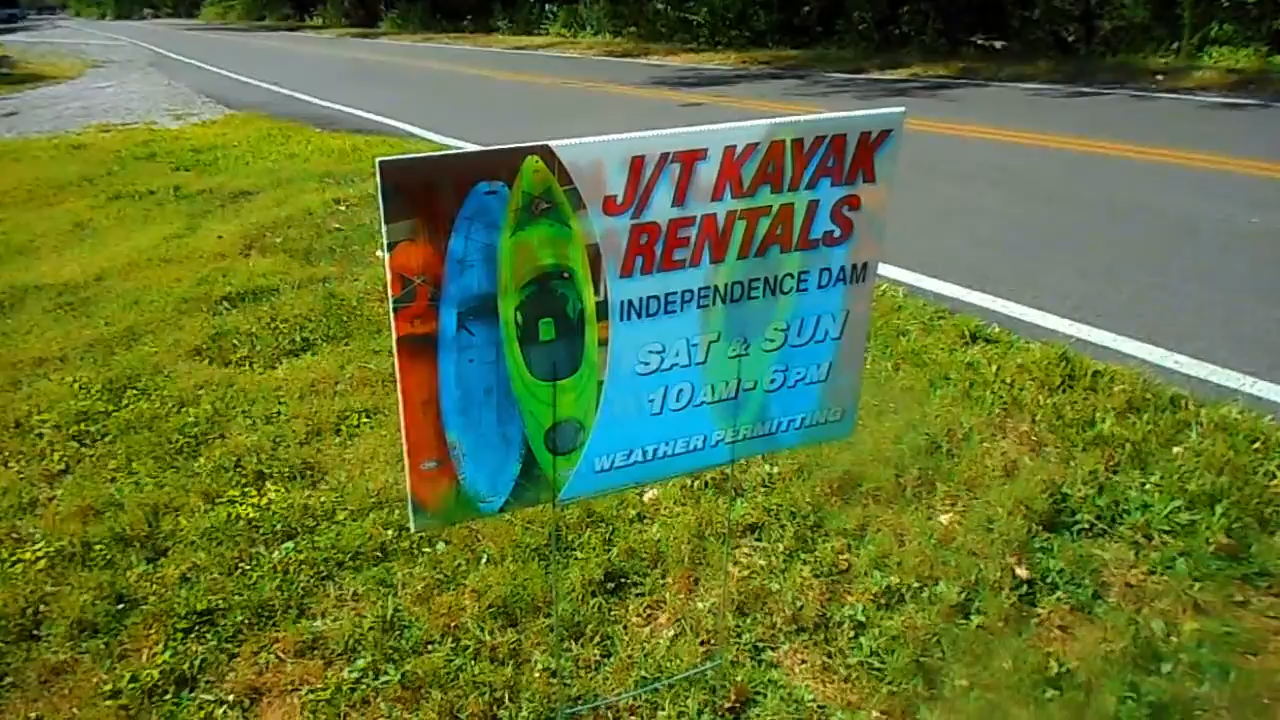 J/T KAYAK
RENTALS
INDEPENDENCE DAM
SAT & SUN
10AM - 6PM
WEATHER PERMITTING